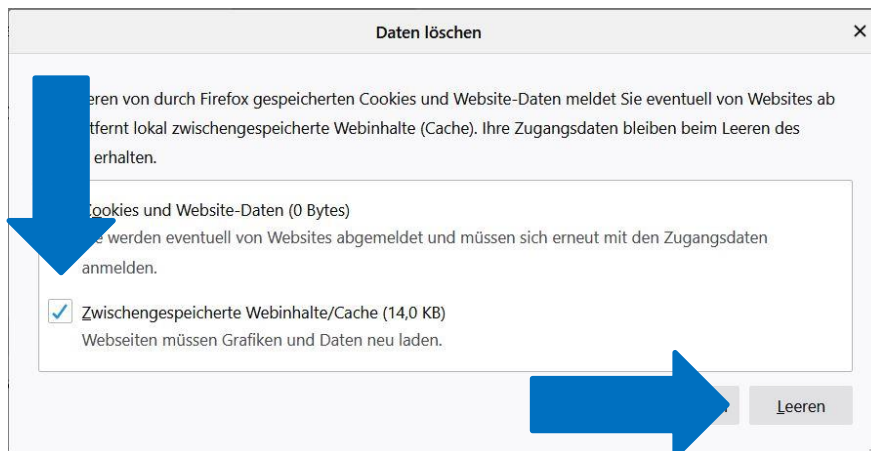 Daten löschen
von durch Firefox gespeicherten Cookies und Website-Daten meldet Sie eventuell von Websites ab
lokal zwischengespeicherte Webinhalte (Cache). Ihre Zugangsdaten bleiben beim Leeren des
erhalten.
Cookies und Website-Daten (0 Bytes)
werden eventuell von Websites abgemeldet und müssen sich erneut mit den Zugangsdaten
anmelden.
Zwischengespeicherte Webinhalte/Cache (14,0 KB)
Webseiten müssen Grafiken und Daten neu laden.
Leeren